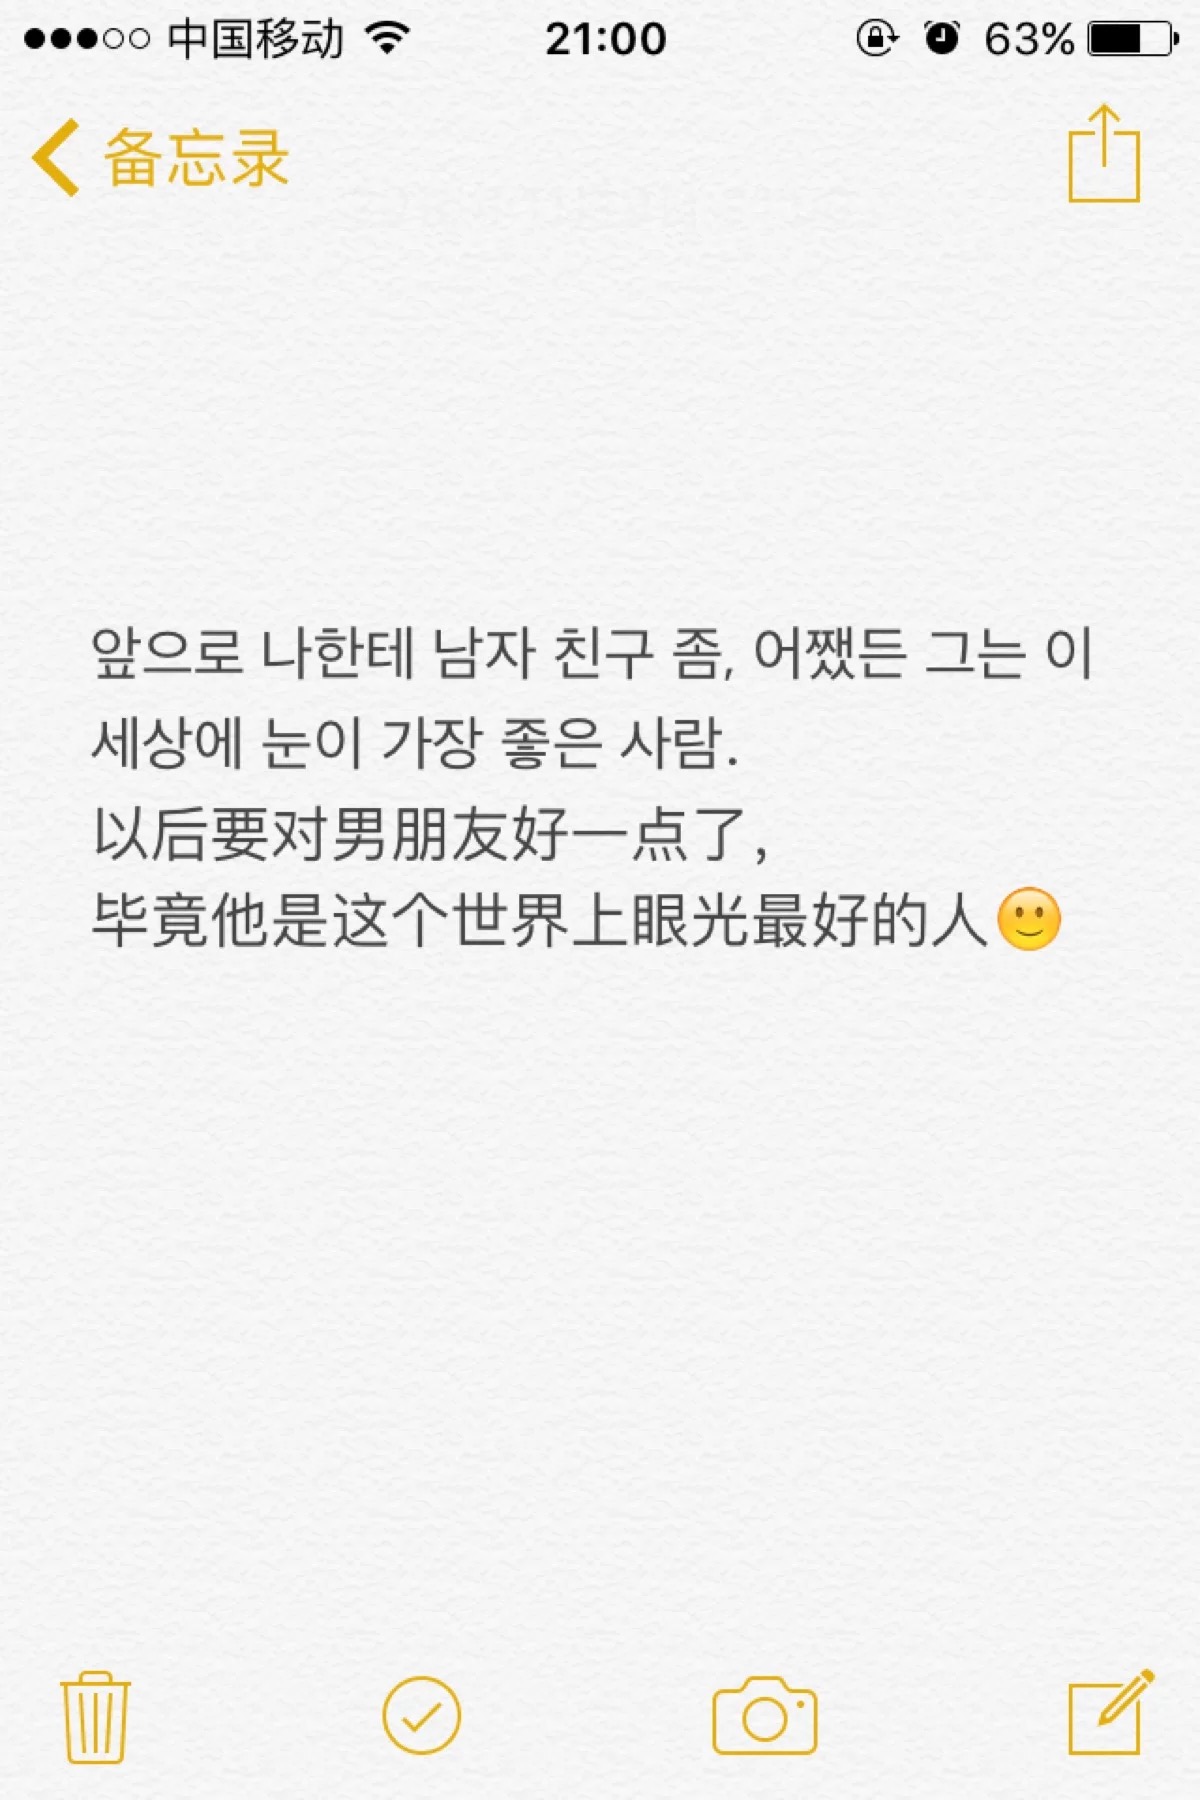 中国移动 21:00 63%
备忘录
앞으로 나한테 남자 친구 좀, 어쨌든 그는 이
세상에 눈이 가장 좋은 사람.
以后要对男朋友好一点了,
毕竟他是这个世界上眼光最好的人🙂